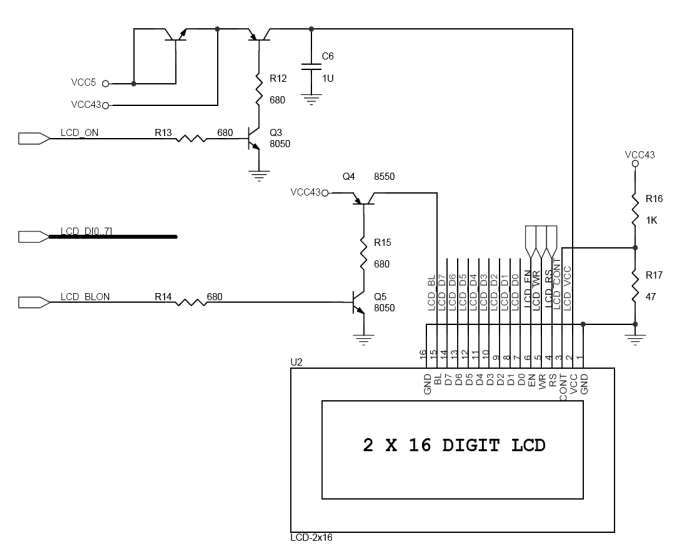 C6
1U
VCC5
R12
680
VCC43
LCD_ON
R13
680
Q3
8050
Q4
8550
VCC43
VCC43
R16
1K
LCD_D[0..7]
R15
680
R17
47
LCD_BLON
R14
680
Q5
8050
LCD_BL
LCD_D7
LCD_D6
LCD_D5
LCD_D4
LCD_D3
LCD_D2
LCD_D1
LCD_D0
LCD_EN
LCD_WR
LCD_RS
LCD_CONT
LCD_VCC
16
15
14
13
12
11
10
9
8
7
6
5
4
3
2
1
U2
GND
BL
D7
D6
D5
D4
D3
D2
D1
D0
EN
WR
RS
CONT
VCC
GND
2 X 16 DIGIT LCD
LCD-2x16